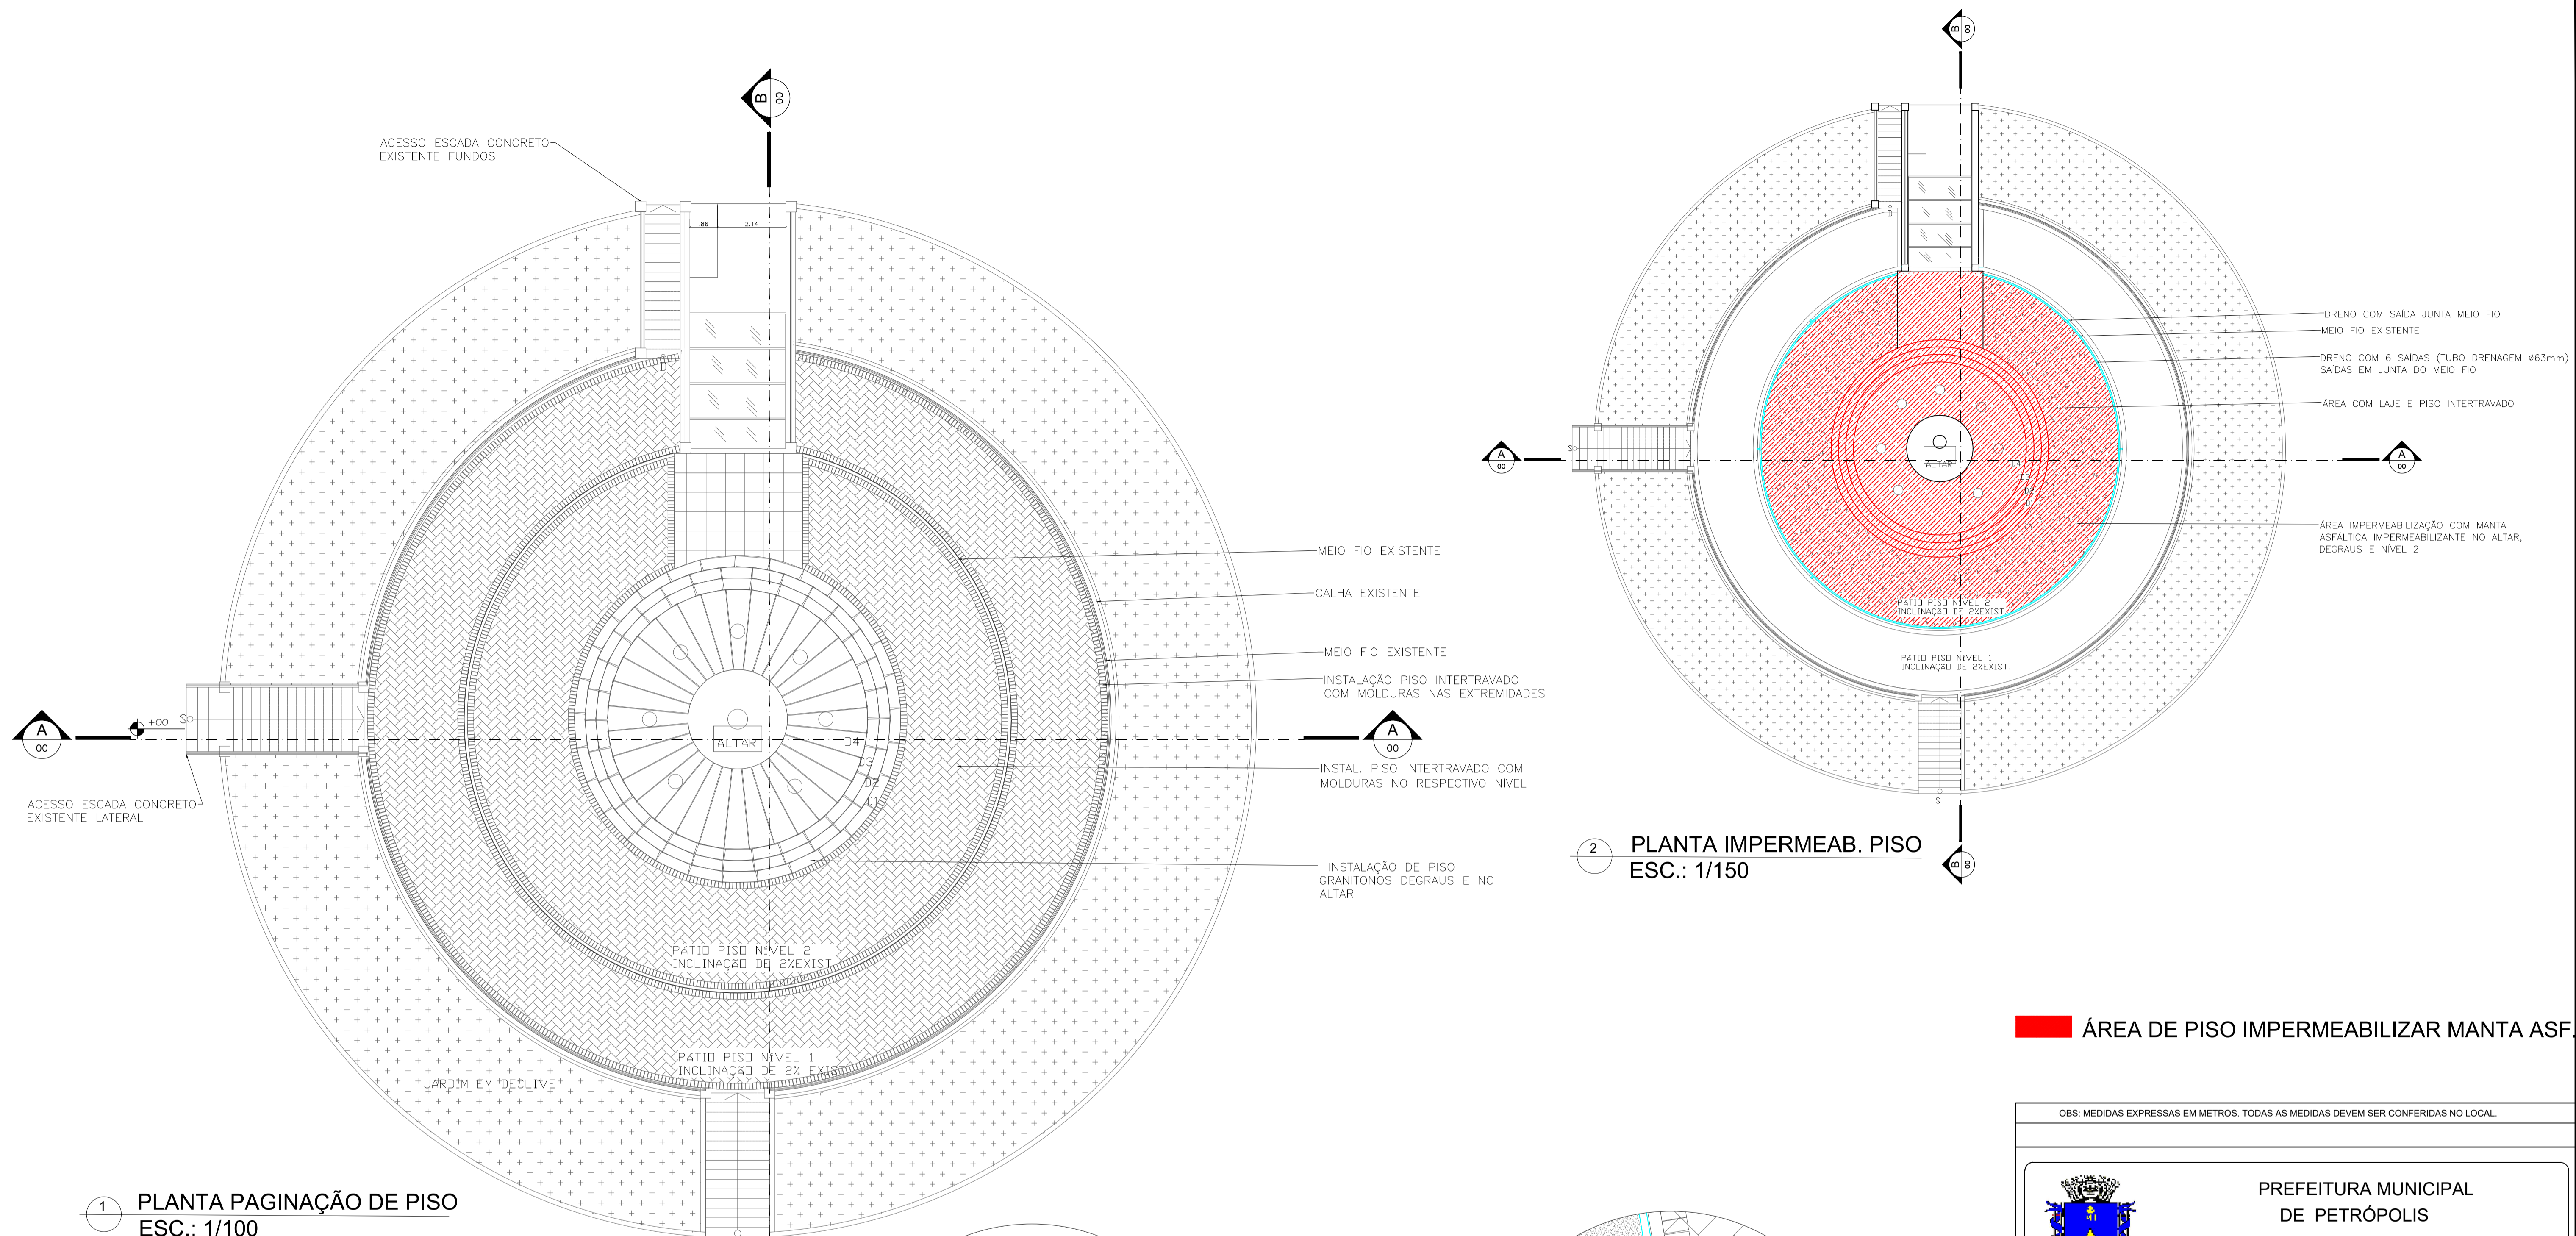 B
00
ACESSO ESCADA CONCRETO
EXISTENTE FUNDOS
.86
2.14
D
MEIO FIO EXISTENTE
CALHA EXISTENTE
MEIO FIO EXISTENTE
INSTALAÇÃO PISO INTERTRAVADO
COM MOLDURAS NAS EXTREMIDADES
A
00
+00
S
ALTAR
D4
D3
D2
D1
A
00
INSTAL. PISO INTERTRAVADO COM
MOLDURAS NO RESPECTIVO NÍVEL
ACESSO ESCADA CONCRETO
EXISTENTE LATERAL
INSTALAÇÃO DE PISO
GRANITONOS DEGRAUS E NO
ALTAR
PÁTIO PISO NÍVEL 2
INCLINAÇÃO DE 2%EXIST.
PÁTIO PISO NÍVEL 1
INCLINAÇÃO DE 2% EXIST.
JARDIM EM DECLIVE
1
PLANTA PAGINAÇÃO DE PISO
ESC.: 1/100
B
00
D
DRENO COM SAÍDA JUNTA MEIO FIO
MEIO FIO EXISTENTE
DRENO COM 6 SAÍDAS (TUBO DRENAGEM Ø63mm)
SAÍDAS EM JUNTA DO MEIO FIO
ÁREA COM LAJE E PISO INTERTRAVADO
A
00
S
ALTAR
D4
D3
D2
D1
A
00
ÁREA IMPERMEABILIZAÇÃO COM MANTA
ASFÁLTICA IMPERMEABILIZANTE NO ALTAR,
DEGRAUS E NÍVEL 2
PÁTIO PISO NÍVEL 2
INCLINAÇÃO DE 2%EXIST.
PÁTIO PISO NÍVEL 1
INCLINAÇÃO DE 2%EXIST.
S
B
00
2
PLANTA IMPERMEAB. PISO
ESC.: 1/150
ÁREA DE PISO IMPERMEABILIZAR MANTA ASF.
OBS: MEDIDAS EXPRESSAS EM METROS. TODAS AS MEDIDAS DEVEM SER CONFERIDAS NO LOCAL.
PREFEITURA MUNICIPAL
DE PETRÓPOLIS